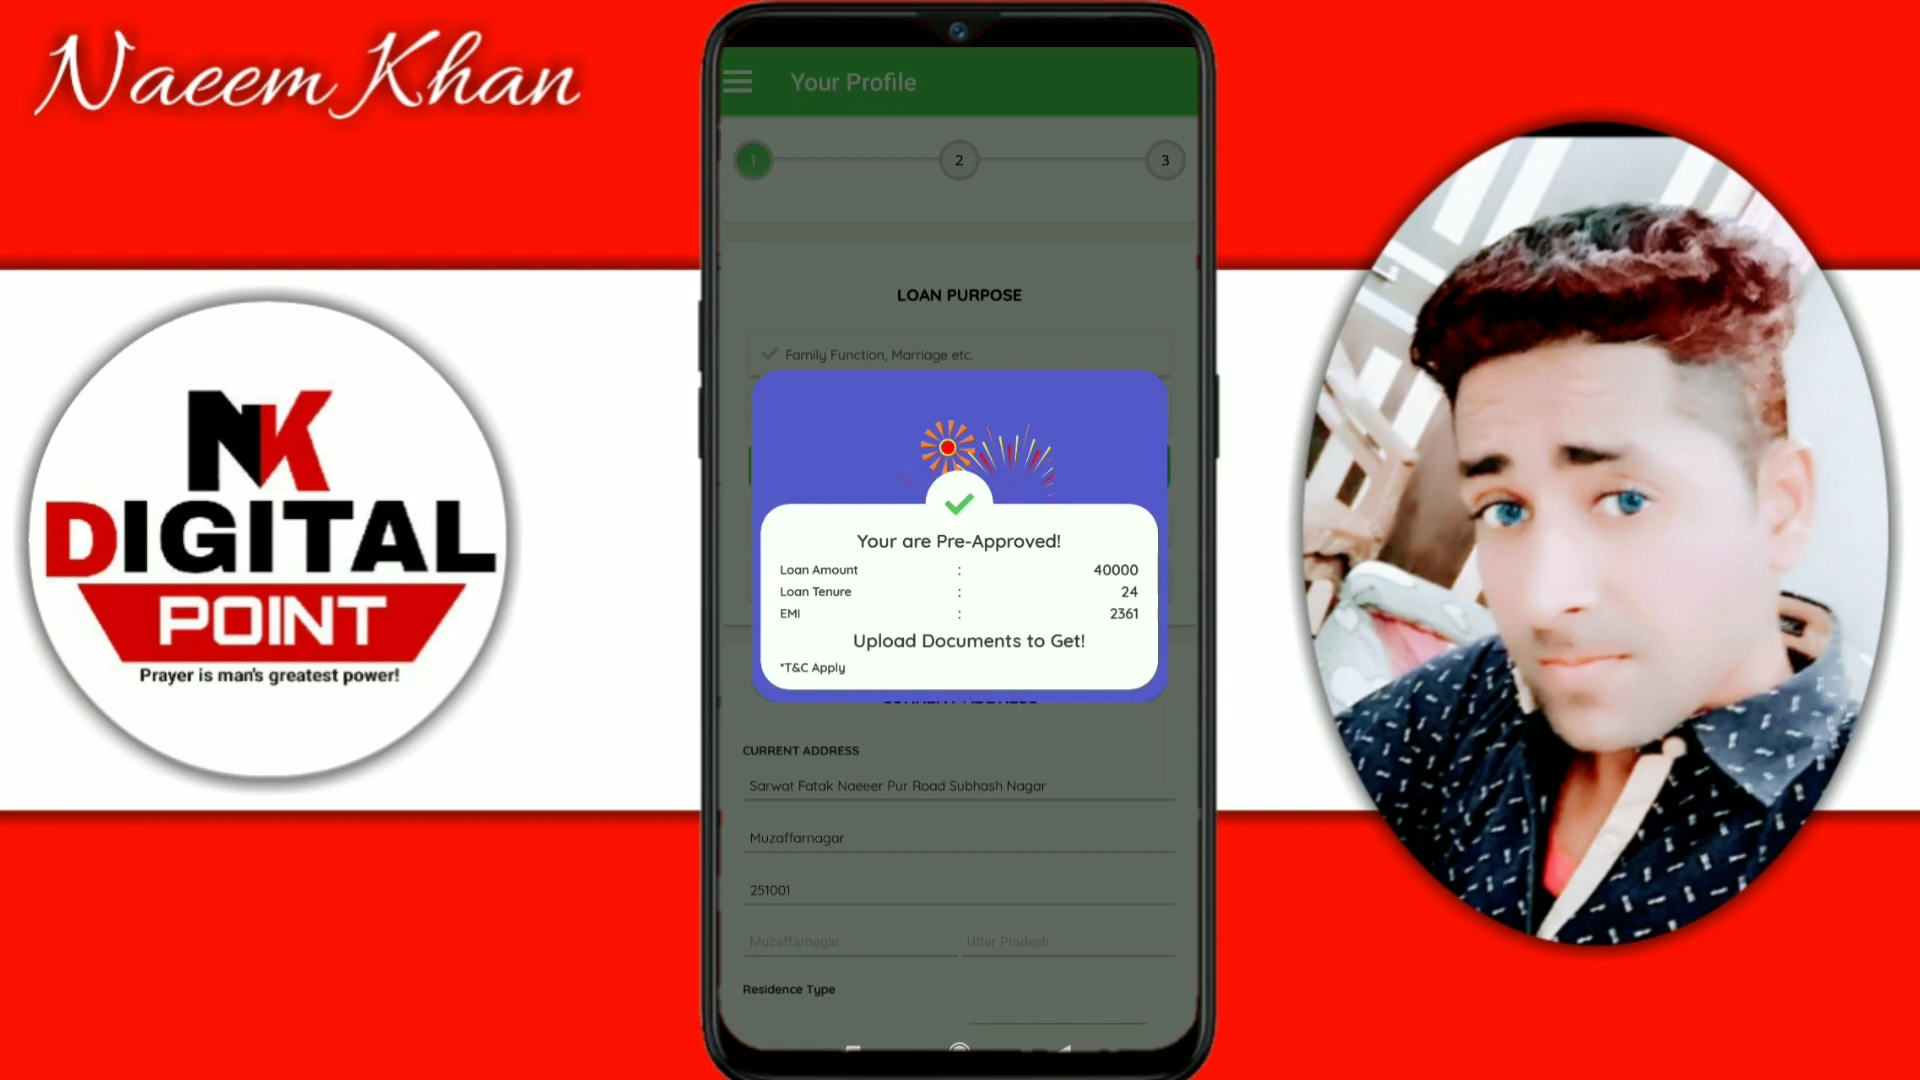 Naeem Khan
NK
DIGITAL
POINT
Prayer is man's greatest power!
Your Profile
1 2 3
LOAN PURPOSE
Family Function, Marriage etc.
Your are Pre-Approved!
Loan Amount : 40000
Loan Tenure : 24
EMI : 2361
Upload Documents to Get!
*T&C Apply
CURRENT ADDRESS
CURRENT ADDRESS
Sarwat Fatak Naeeer Pur Road Subhash Nagar
Muzaffarnagar
251001
Muzaffarnagar Uttar Pradesh
Residence Type